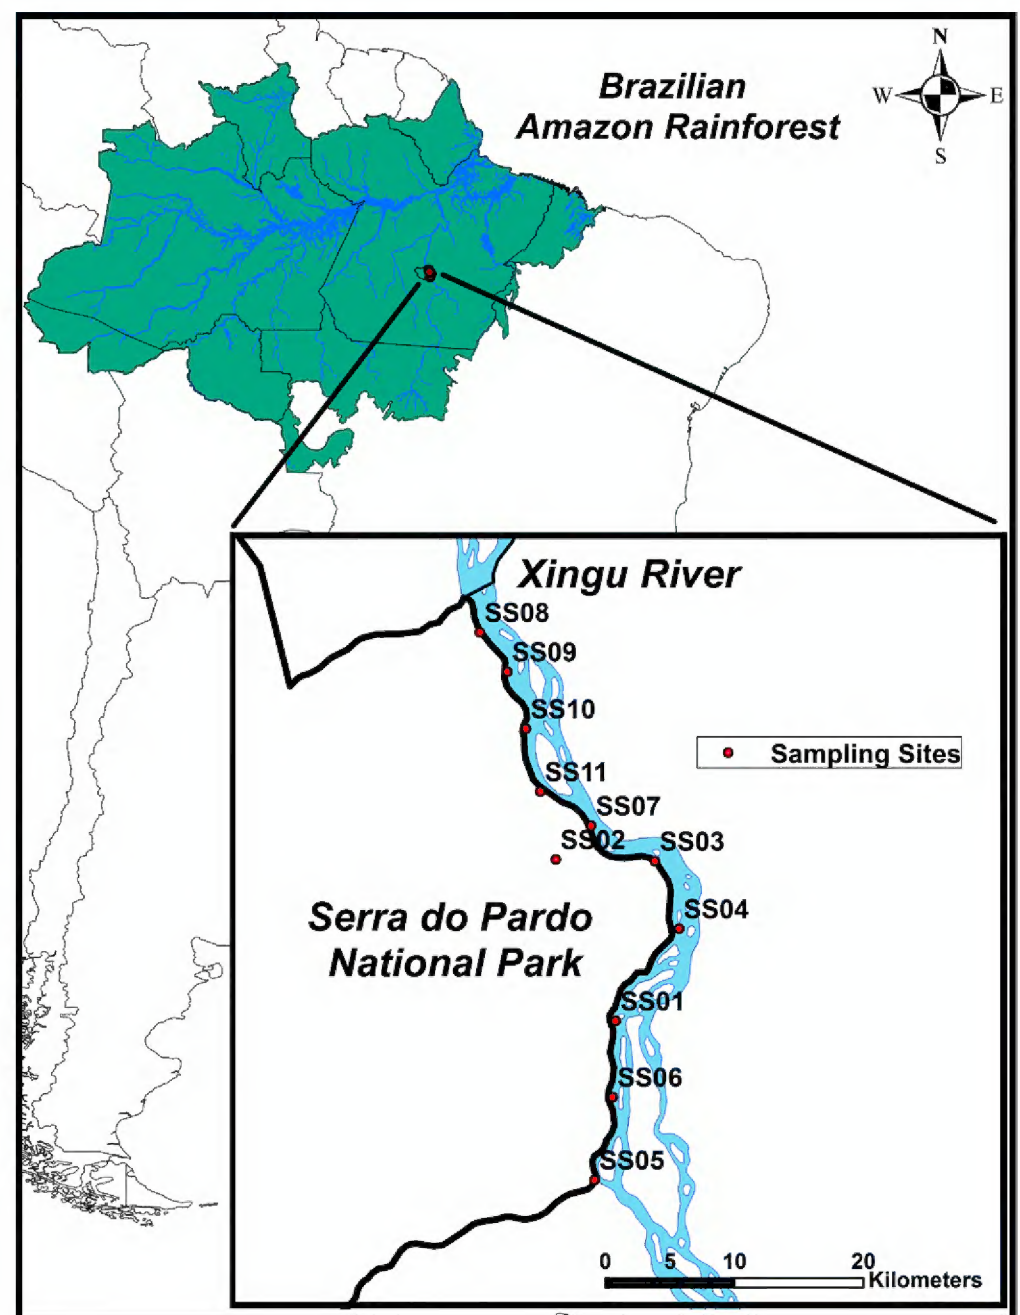 Brazilian
Amazon Rainforest
N
W
E
S
Xingu River
SS08
SS09
SS10
Sampling Sites
SS11
SS07
SS02
SS03
Serra do Pardo
National Park
SS04
SS01
SS06
SS05
0 5 10 20
Kilometers